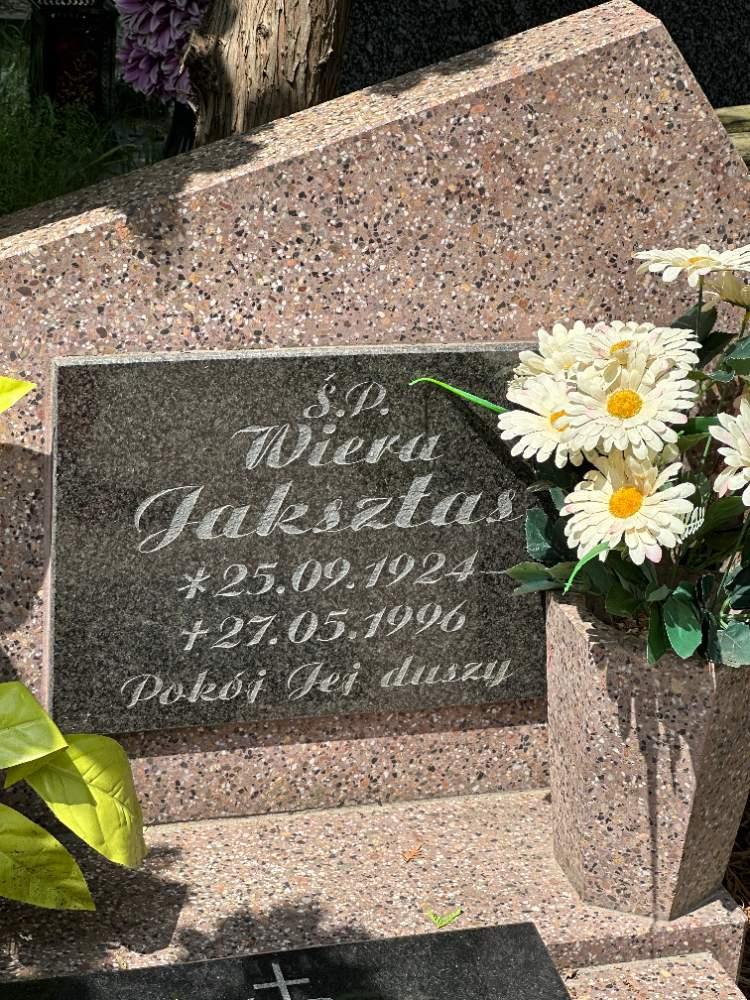 Ś.P.
Wiera
Jaksztas
*25.09.1924
+27.05.1996
Pokój Jej duszy